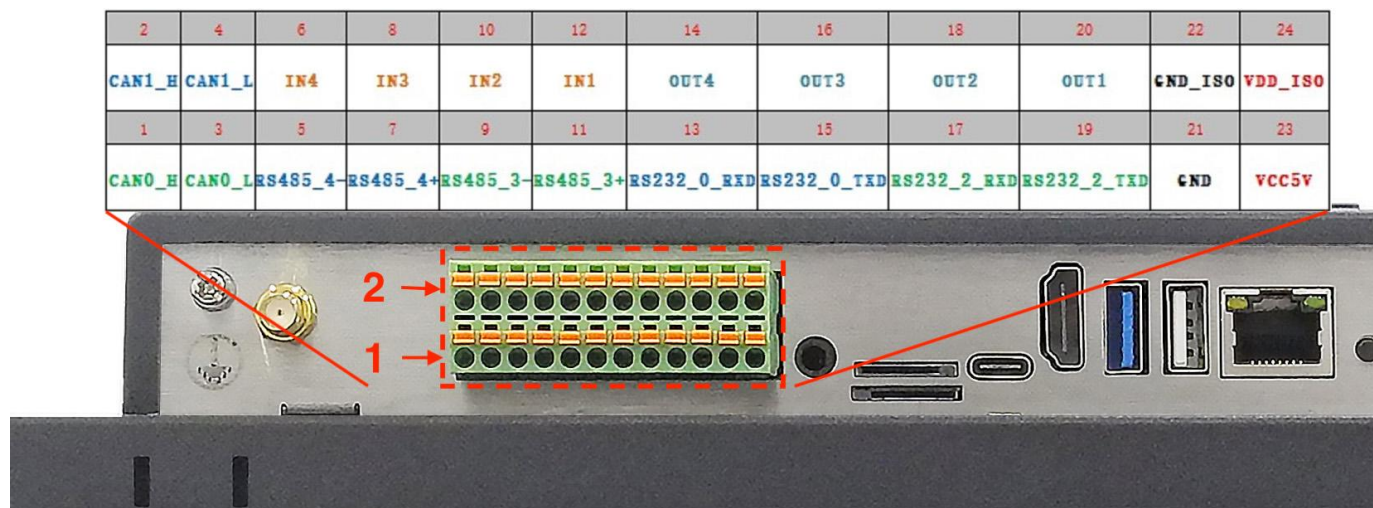 2 4 6 8 10 12 14 16 18 20 22 24
CAN1_H CAN1_L IN4 IN3 IN2 IN1 OUT4 OUT3 OUT2 OUT1 GND_ISO VDD_ISO
1 3 5 7 9 11 13 15 17 19 21 23
CAN0_H CAN0_L RS485_4- RS485_4+ RS485_3- RS485_3+ RS232_0_RXD RS232_0_TXD RS232_2_RXD RS232_2_TXD GND VCC5V
2
1